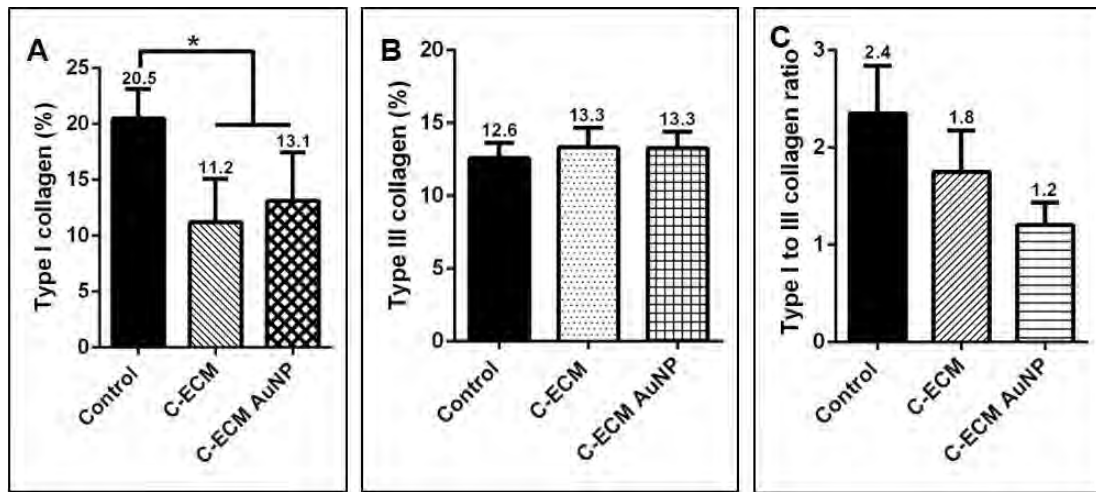 A
*
Type I collagen (%)
25
20
15
10
5
0
20.5
11.2
13.1
Control
C-ECM
C-ECM AuNP
B
Type III collagen (%)
20
15
10
5
0
12.6
13.3
13.3
Control
C-ECM
C-ECM AuNP
C
Type I to III collagen ratio
3
2
1
0
2.4
1.8
1.2
Control
C-ECM
C-ECM AuNP